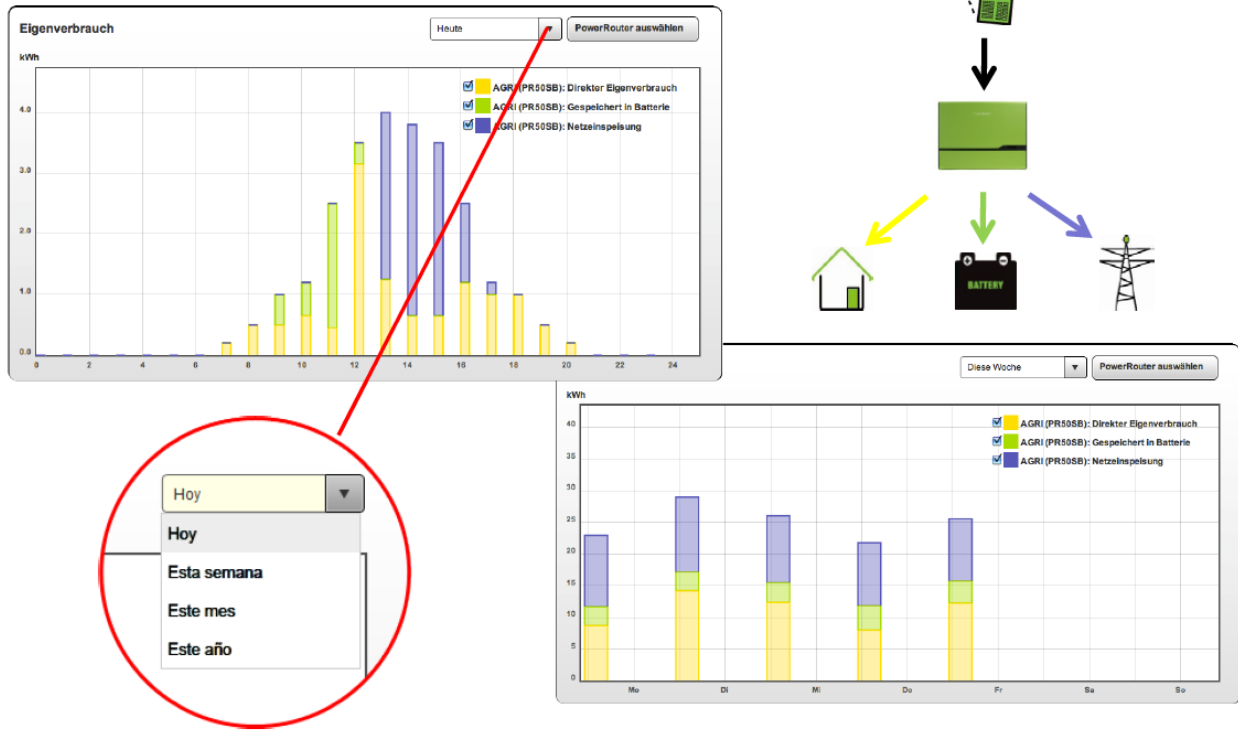 Eigenverbrauch
Heute
PowerRouter auswählen
kWh
AGRI (PR50SB): Direkter Eigenverbrauch
AGRI (PR50SB): Gespeichert in Batterie
AGRI (PR50SB): Netzeinspeisung
4.0
3.0
2.0
1.0
0.0
0 2 4 6 8 10 12 14 16 18 20 22 24
BATTERY
Diese Woche
PowerRouter auswählen
kWh
AGRI (PR50SB): Direkter Eigenverbrauch
AGRI (PR50SB): Gespeichert in Batterie
AGRI (PR50SB): Netzeinspeisung
40
35
30
25
20
15
10
5
0
Mo Di Mi Do Fr Sa So
Hoy
Hoy
Esta semana
Este mes
Este año